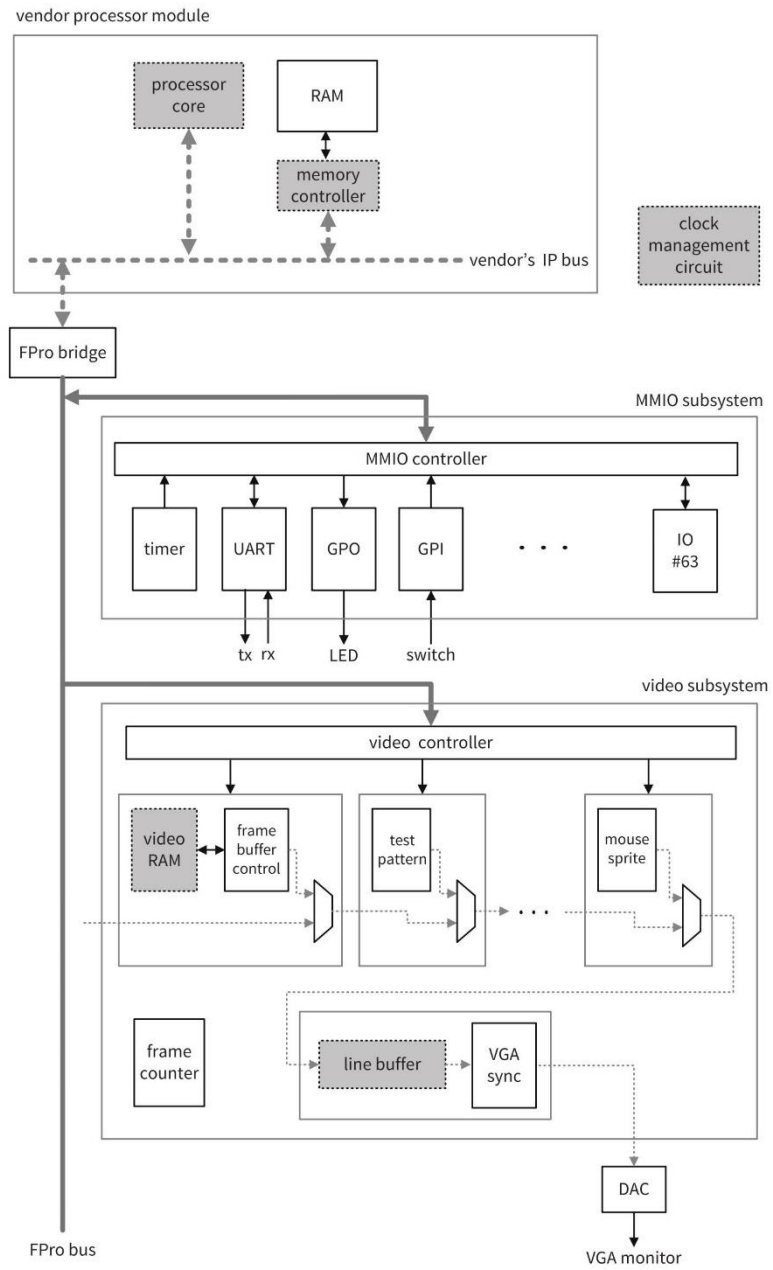 vendor processor module
processor
core
RAM
memory
controller
vendor's IP bus
clock
management
circuit
FPro bridge
MMIO subsystem
MMIO controller
timer
UART
GPO
GPI
. . .
IO
#63
tx rx
LED
switch
video subsystem
video controller
video
RAM
frame
buffer
control
test
pattern
. . .
mouse
sprite
frame
counter
line buffer
VGA
sync
DAC
FPro bus
VGA monitor